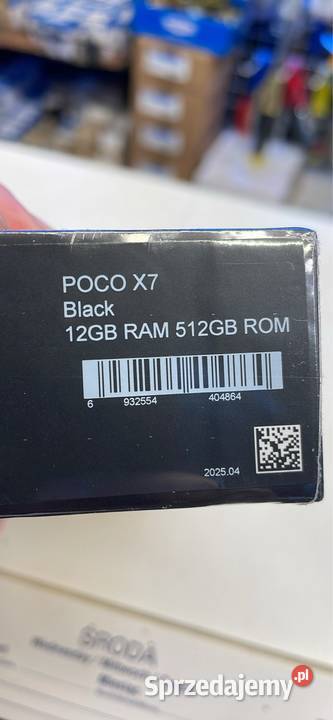 POCO X7
Black
12GB RAM 512GB ROM
6 932554 404864
2025.04
ŚRODA
Sprzedajemy.pl